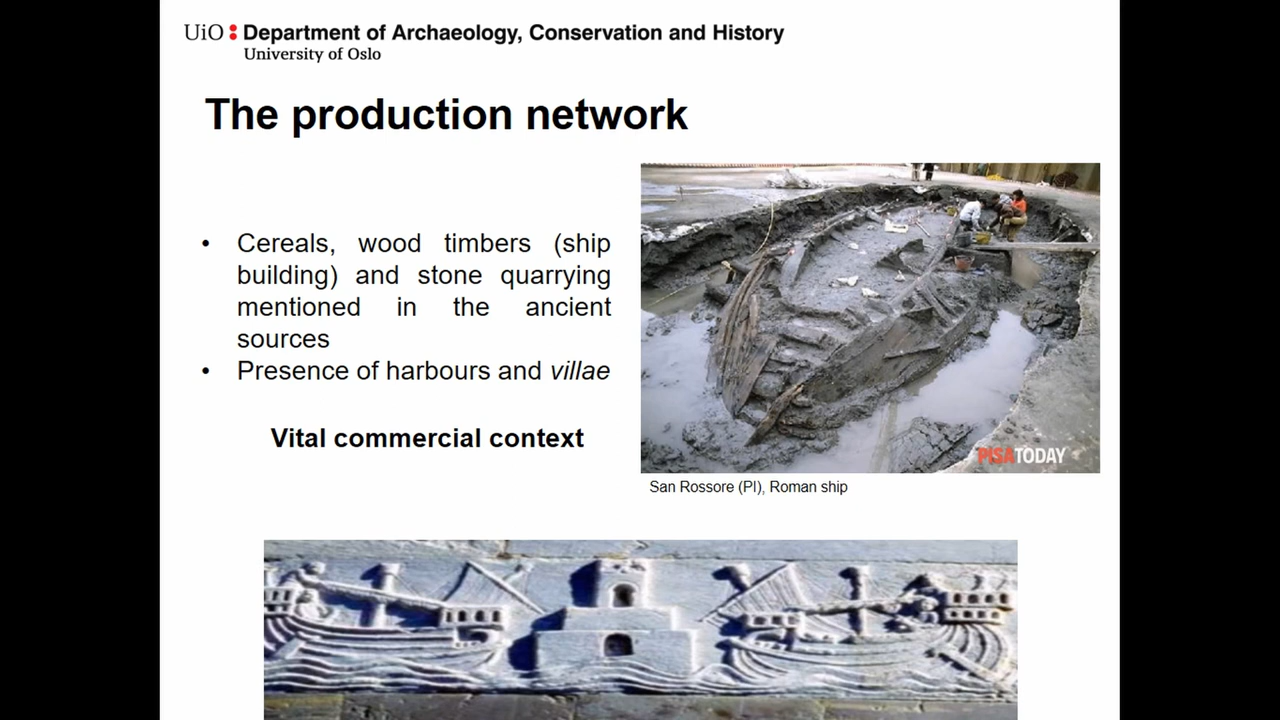 UiO: Department of Archaeology, Conservation and History
University of Oslo
The production network
• Cereals, wood timbers (ship
building) and stone quarrying
mentioned in the ancient
sources
• Presence of harbours and villae
Vital commercial context
PISATODAY
San Rossore (PI), Roman ship